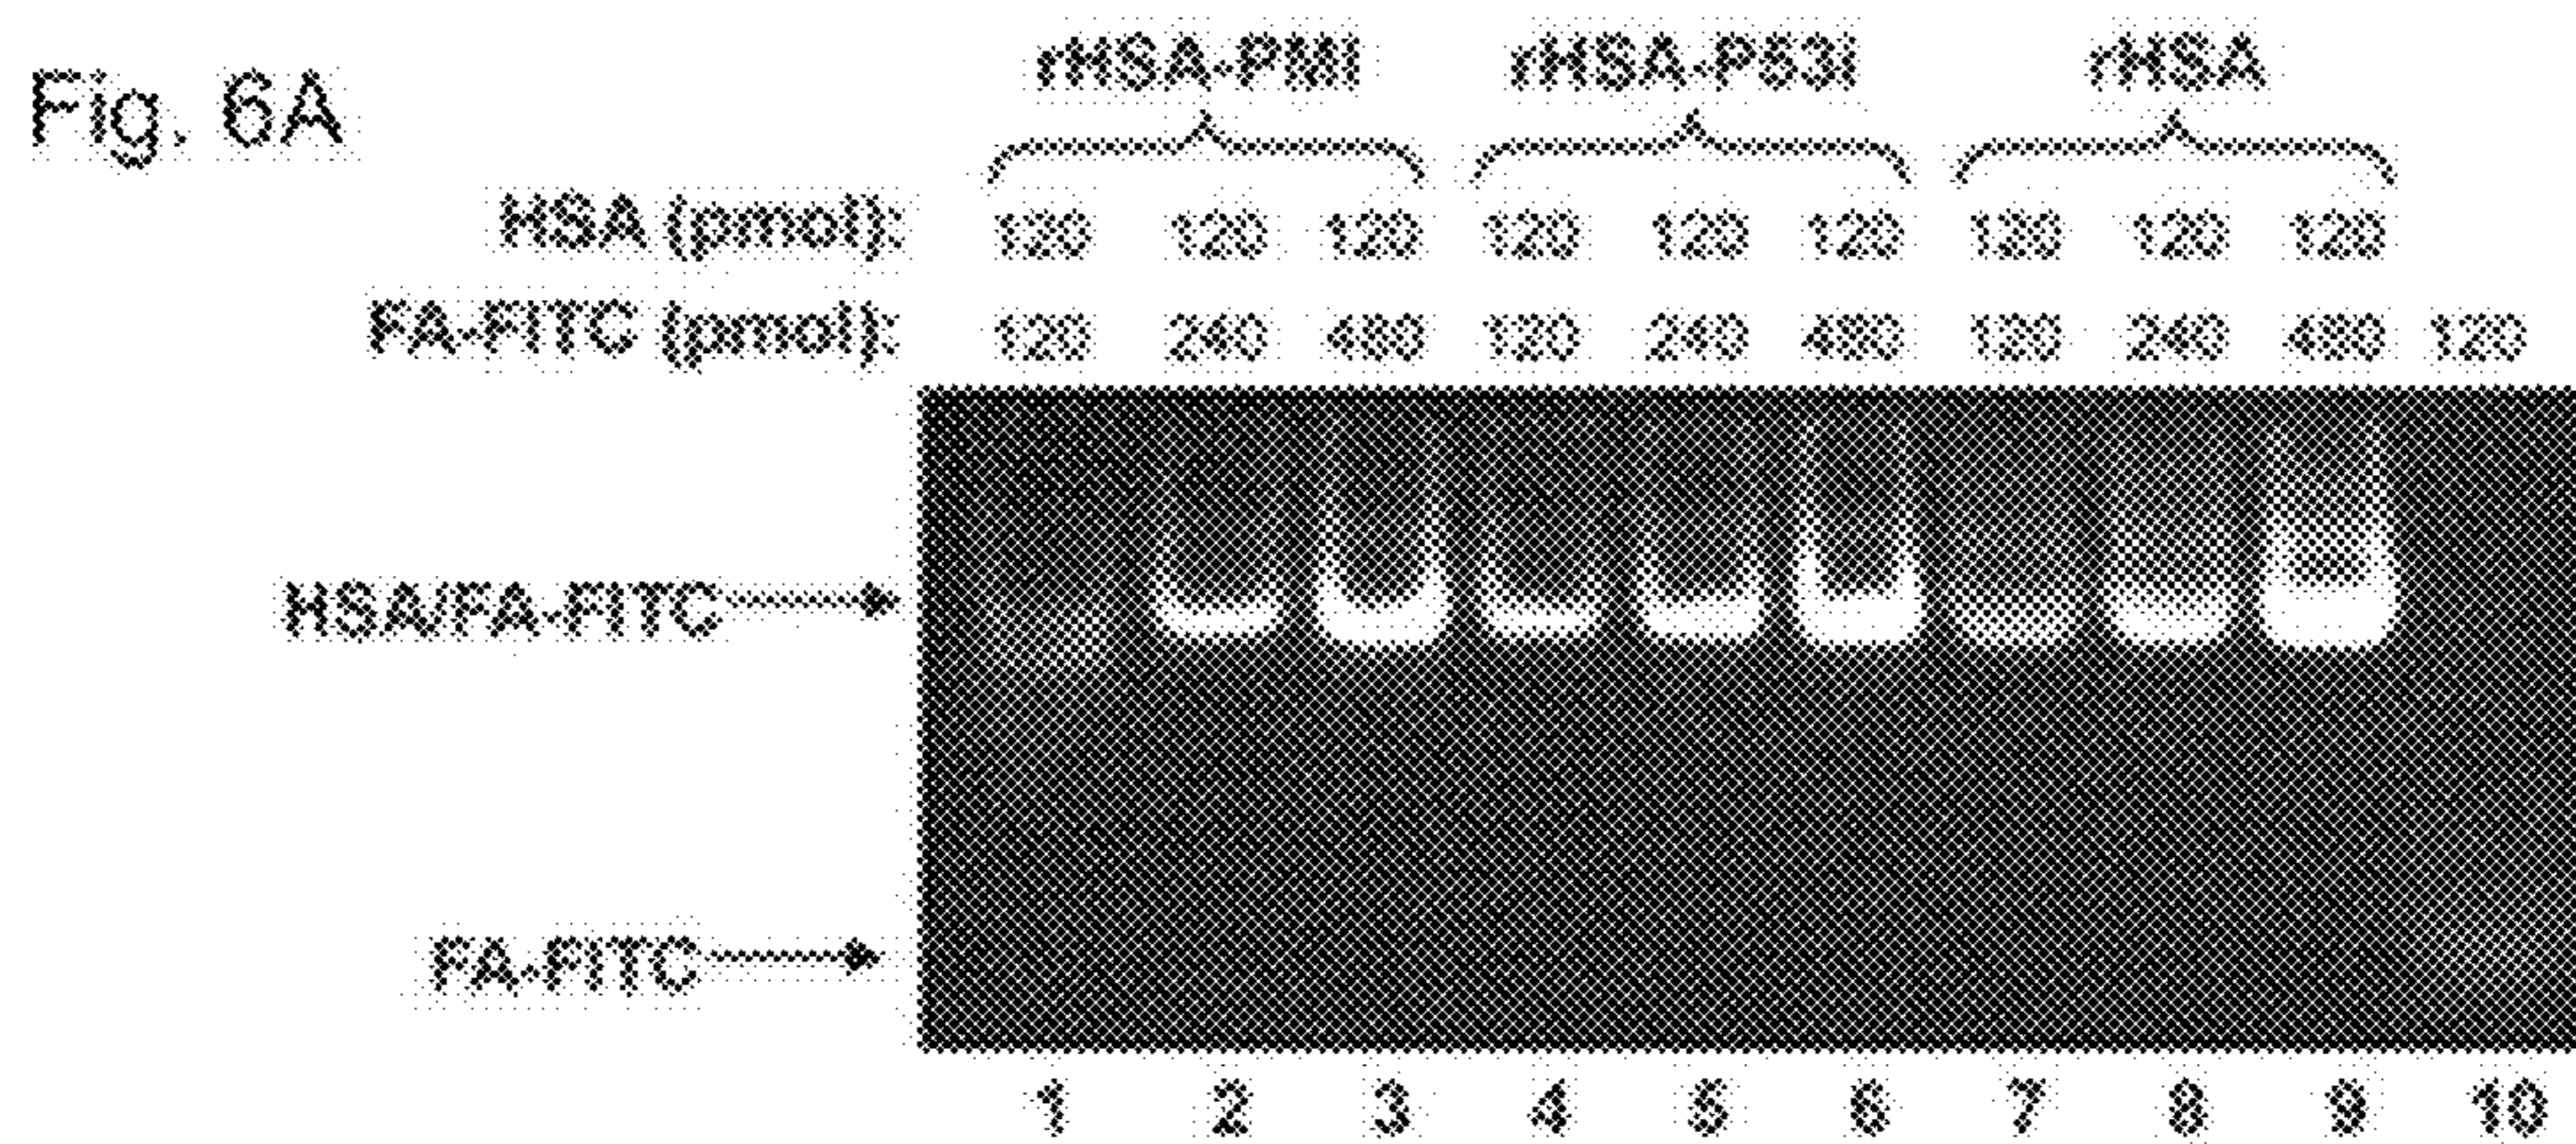 Fig. 6A
rHSA-PMI rHSA-P53i rHSA
HSA (pmol): 120 120 120 120 120 120 120 120 120
FA-FITC (pmol): 120 240 480 120 240 480 120 240 480 120
HSA/FA-FITC
FA-FITC
1 2 3 4 5 6 7 8 9 10